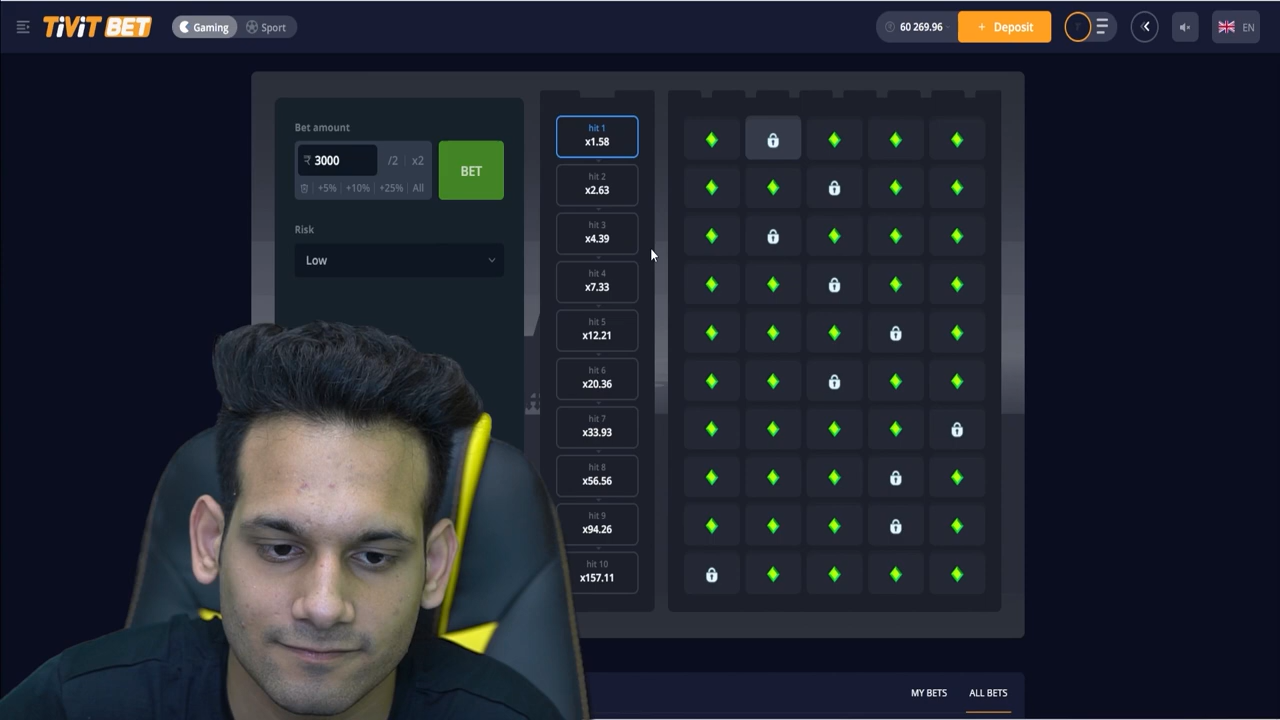 TiViT BET
Gaming
Sport
60 269.96
+ Deposit
EN
Bet amount
₹ 3000
/2 | x2
BET
+5% | +10% | +25% | All
Risk
Low
hit 1
x1.58
hit 2
x2.63
hit 3
x4.39
hit 4
x7.33
hit 5
x12.21
hit 6
x20.36
hit 7
x33.93
hit 8
x56.56
hit 9
x94.26
hit 10
x157.11
MY BETS
ALL BETS